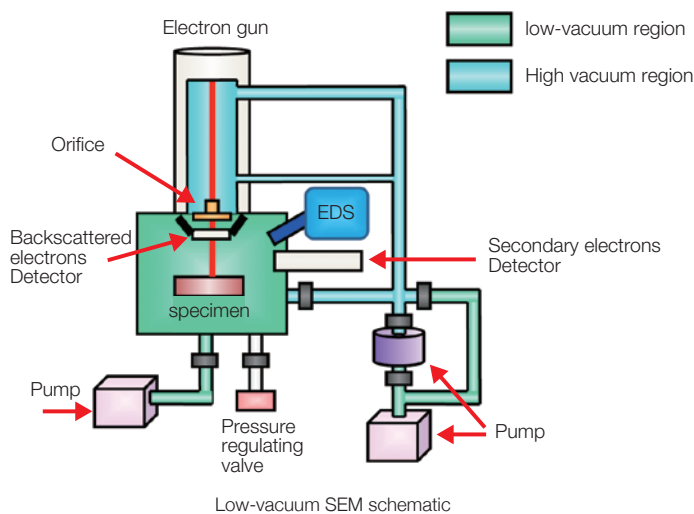 Electron gun
low-vacuum region
High vacuum region
Orifice
EDS
Backscattered
electrons
Detector
Secondary electrons
Detector
specimen
Pump
Pressure
regulating
valve
Pump
Low-vacuum SEM schematic